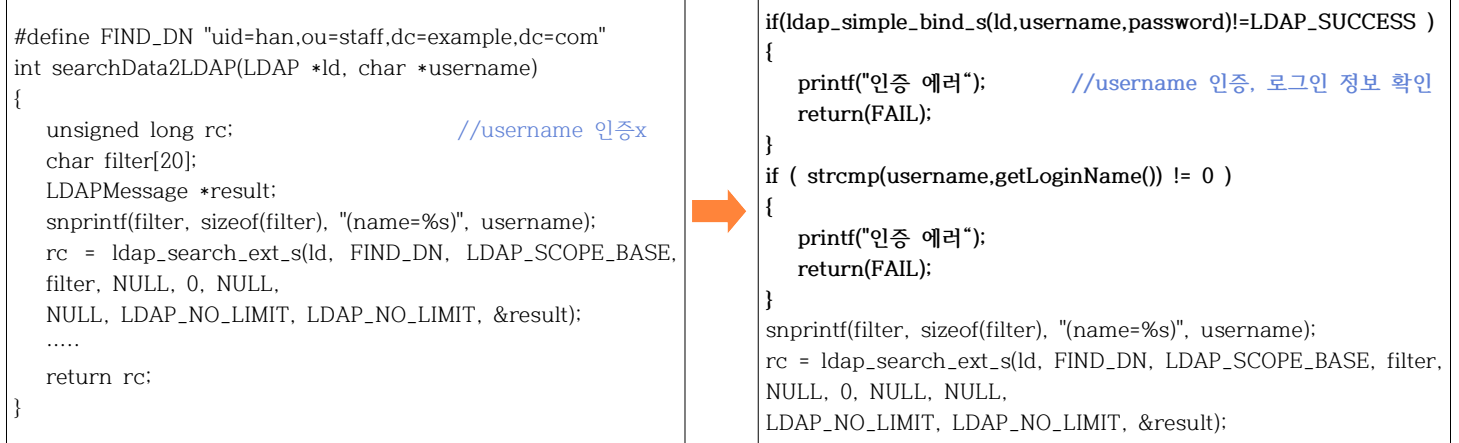 #define FIND_DN "uid=han,ou=staff,dc=example,dc=com"
int searchData2LDAP(LDAP *ld, char *username)
{
unsigned long rc; //username 인증x
char filter[20];
LDAPMessage *result;
snprintf(filter, sizeof(filter), "(name=%s)", username);
rc = ldap_search_ext_s(ld, FIND_DN, LDAP_SCOPE_BASE,
filter, NULL, 0, NULL,
NULL, LDAP_NO_LIMIT, LDAP_NO_LIMIT, &result);
.....
return rc;
}
if(ldap_simple_bind_s(ld,username,password)!=LDAP_SUCCESS )
{
printf("인증 에러“); //username 인증, 로그인 정보 확인
return(FAIL);
}
if ( strcmp(username,getLoginName()) != 0 )
{
printf("인증 에러“);
return(FAIL);
}
snprintf(filter, sizeof(filter), "(name=%s)", username);
rc = ldap_search_ext_s(ld, FIND_DN, LDAP_SCOPE_BASE, filter,
NULL, 0, NULL, NULL,
LDAP_NO_LIMIT, LDAP_NO_LIMIT, &result);